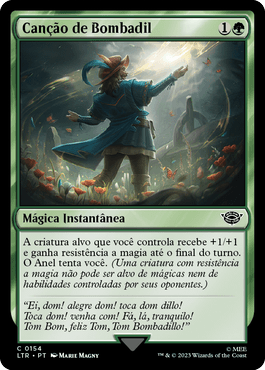 Canção de Bombadil 1
Mágica Instantânea
A criatura alvo que você controla recebe +1/+1
e ganha resistência a magia até o final do turno.
O Anel tenta você. (Uma criatura com resistência
a magia não pode ser alvo de mágicas nem de
habilidades controladas por seus oponentes.)
"Ei, dom! alegre dom! toca dom dillo!
Toca dom! venha com! Fá, lá, tranquilo!
Tom Bom, feliz Tom, Tom Bombadillo!"
C 0154
LTR • PT MARIE MAGNY
© MEE
™ & © 2023 Wizards of the Coast